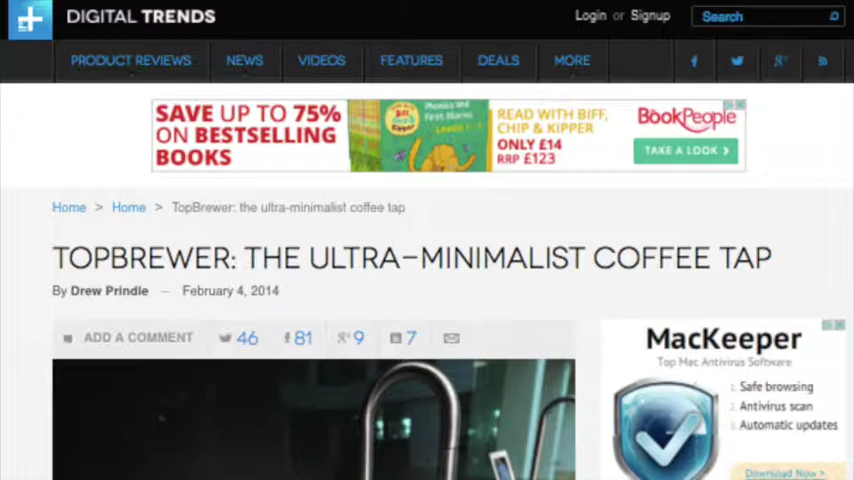 DIGITAL TRENDS
Login or Signup
Search
PRODUCT REVIEWS NEWS VIDEOS FEATURES DEALS MORE
SAVE UP TO 75%
ON BESTSELLING
BOOKS
READ WITH BIFF,
CHIP & KIPPER
ONLY £14
RRP £123
BookPeople
TAKE A LOOK >
Home > Home > TopBrewer: the ultra-minimalist coffee tap
TOPBREWER: THE ULTRA-MINIMALIST COFFEE TAP
By Drew Prindle — February 4, 2014
ADD A COMMENT 46 81 9 7
MacKeeper
Top Mac Antivirus Software
1. Safe browsing
2. Antivirus scan
3. Automatic updates
Download Now >